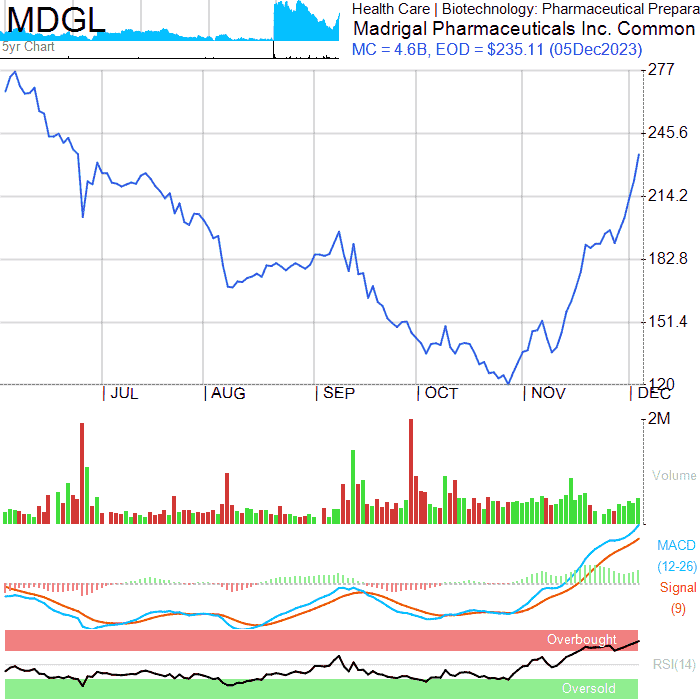 MDGL
5yr Chart
Health Care | Biotechnology: Pharmaceutical Prepara
Madrigal Pharmaceuticals Inc. Common
MC = 4.6B, EOD = $235.11 (05Dec2023)
277
245.6
214.2
182.8
151.4
120
JUL
AUG
SEP
OCT
NOV
DEC
2M
Volume
MACD
(12-26)
Signal
(9)
Overbought
RSI(14)
Oversold